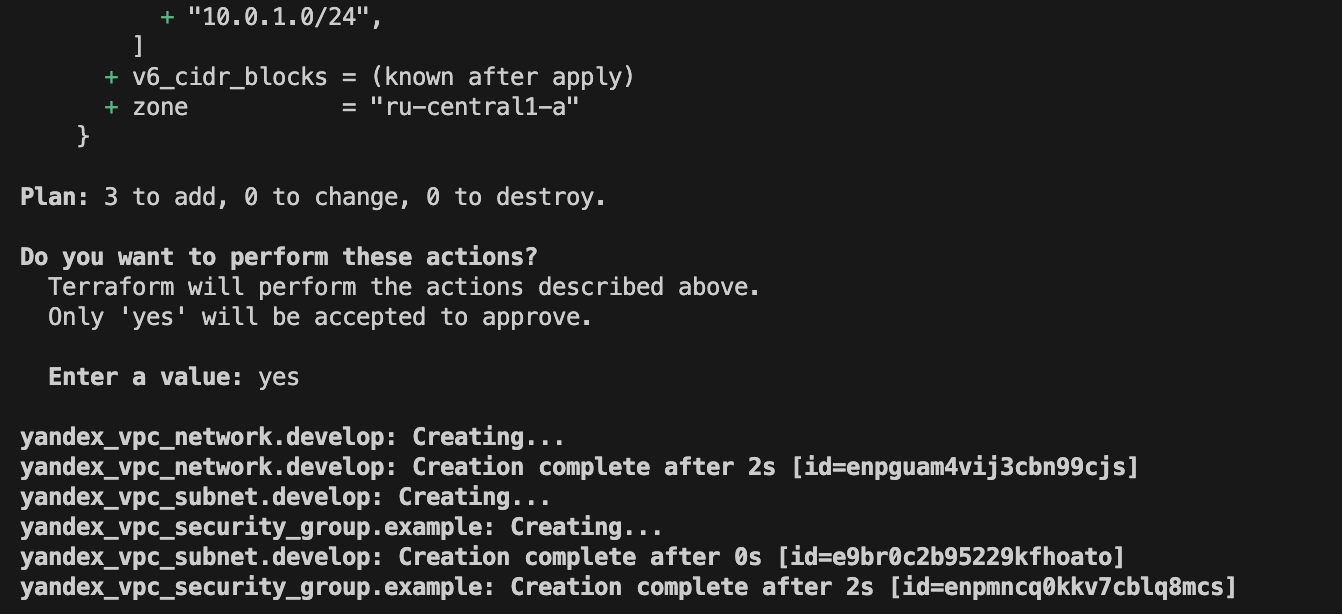 + "10.0.1.0/24",
]
+ v6_cidr_blocks = (known after apply)
+ zone           = "ru-central1-a"
}
Plan: 3 to add, 0 to change, 0 to destroy.
Do you want to perform these actions?
Terraform will perform the actions described above.
Only 'yes' will be accepted to approve.
Enter a value: yes
yandex_vpc_network.develop: Creating...
yandex_vpc_network.develop: Creation complete after 2s [id=enpguam4vij3cbn99cjs]
yandex_vpc_subnet.develop: Creating...
yandex_vpc_security_group.example: Creating...
yandex_vpc_subnet.develop: Creation complete after 0s [id=e9br0c2b95229kfhoato]
yandex_vpc_security_group.example: Creation complete after 2s [id=enpmncq0kkv7cblq8mcs]